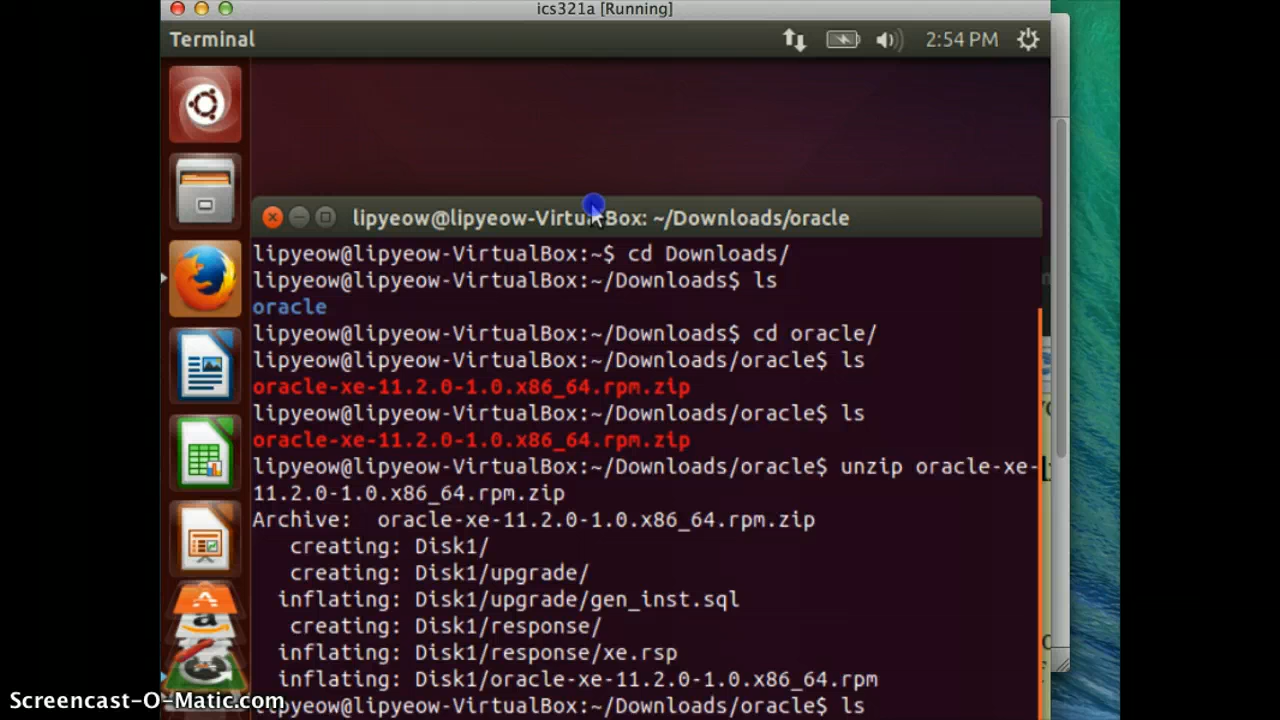 ics321a [Running]
Terminal
2:54 PM
lipyeow@lipyeow-VirtualBox: ~/Downloads/oracle
lipyeow@lipyeow-VirtualBox:~$ cd Downloads/
lipyeow@lipyeow-VirtualBox:~/Downloads$ ls
oracle
lipyeow@lipyeow-VirtualBox:~/Downloads$ cd oracle/
lipyeow@lipyeow-VirtualBox:~/Downloads/oracle$ ls
oracle-xe-11.2.0-1.0.x86_64.rpm.zip
lipyeow@lipyeow-VirtualBox:~/Downloads/oracle$ ls
oracle-xe-11.2.0-1.0.x86_64.rpm.zip
lipyeow@lipyeow-VirtualBox:~/Downloads/oracle$ unzip oracle-xe-
11.2.0-1.0.x86_64.rpm.zip
Archive:  oracle-xe-11.2.0-1.0.x86_64.rpm.zip
creating: Disk1/
creating: Disk1/upgrade/
inflating: Disk1/upgrade/gen_inst.sql
creating: Disk1/response/
inflating: Disk1/response/xe.rsp
inflating: Disk1/oracle-xe-11.2.0-1.0.x86_64.rpm
lipyeow@lipyeow-VirtualBox:~/Downloads/oracle$ ls
Screencast-O-Matic.com